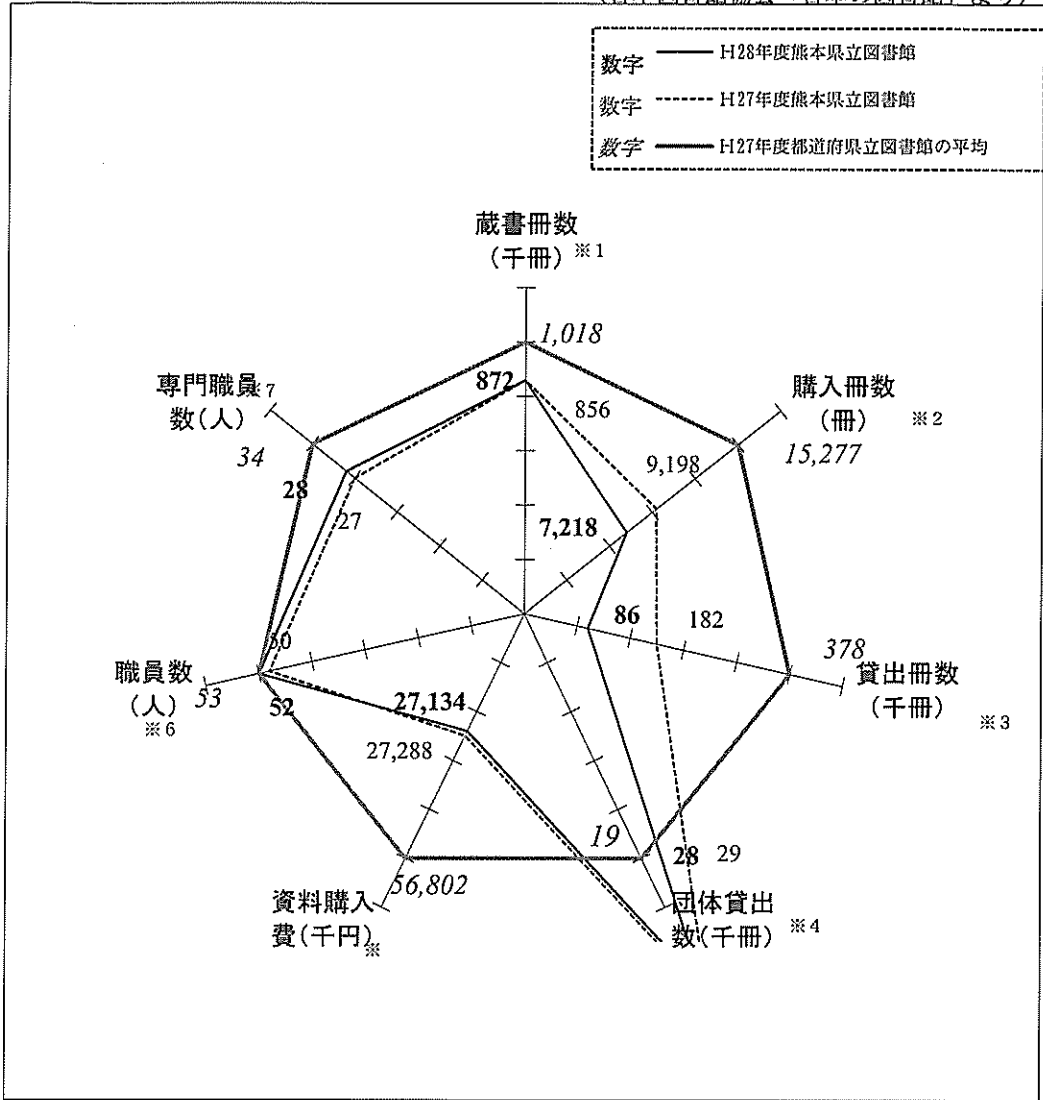 数字 H28年度熊本県立図書館
数字 H27年度熊本県立図書館
数字 H27年度都道府県立図書館の平均
蔵書冊数
(千冊) ※1
1,018
872
856
専門職員※7
数(人)
34
28
27
購入冊数
(冊) ※2
15,277
9,198
7,218
86
182
378
貸出冊数
(千冊) ※3
職員数
(人)
※6
53
50
52
27,134
27,288
56,802
資料購入
費(千円)※
19
28 29
団体貸出
数(千冊) ※4